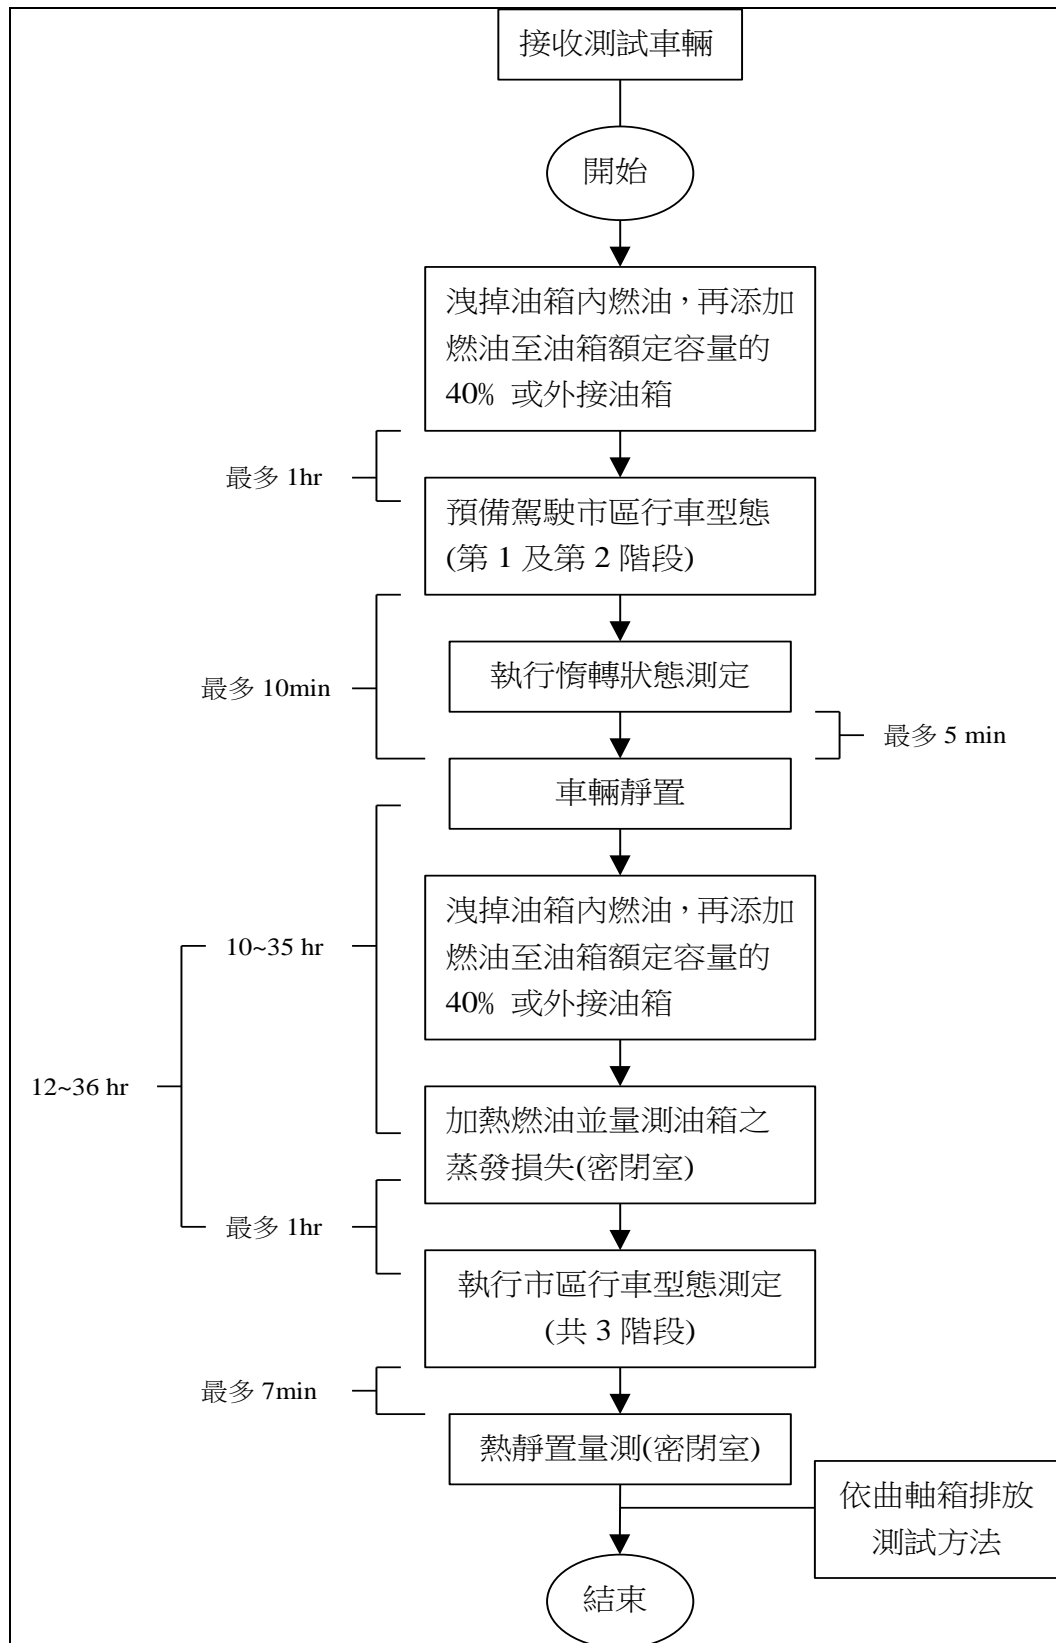 接收測試車輛
開始
洩掉油箱內燃油，再添加
燃油至油箱額定容量的
40% 或外接油箱
最多 1hr
預備駕駛市區行車型態
(第 1 及第 2 階段)
最多 10min
執行惰轉狀態測定
最多 5 min
車輛靜置
洩掉油箱內燃油，再添加
燃油至油箱額定容量的
40% 或外接油箱
10~35 hr
12~36 hr
加熱燃油並量測油箱之
蒸發損失(密閉室)
最多 1hr
執行市區行車型態測定
(共 3 階段)
最多 7min
熱靜置量測(密閉室)
依曲軸箱排放
測試方法
結束